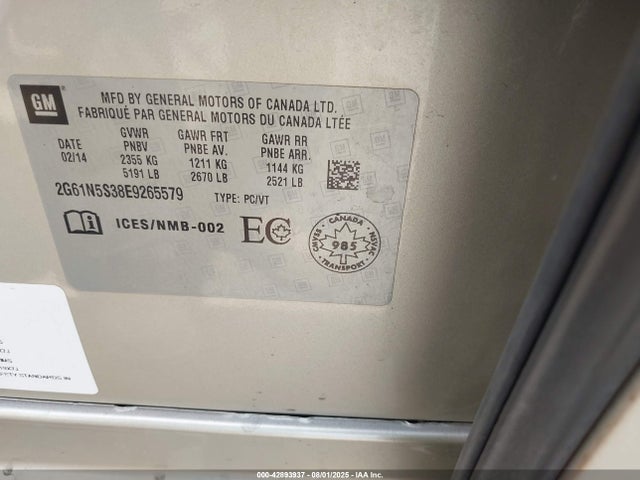 GM
MFD BY GENERAL MOTORS OF CANADA LTD.
FABRIQUÉ PAR GENERAL MOTORS DU CANADA LTÉE
DATE GVWR GAWR FRT GAWR RR
02/14 PNBV PNBE AV. PNBE ARR.
2355 KG 1211 KG 1144 KG
5191 LB 2670 LB 2521 LB
2G61N5S38E9265579 TYPE: PC/VT
ICES/NMB-002 EC
CANADA
985
TRANSPORT
SAFETY STANDARDS IN
000-42893937 - 08/01/2025 - IAA Inc.